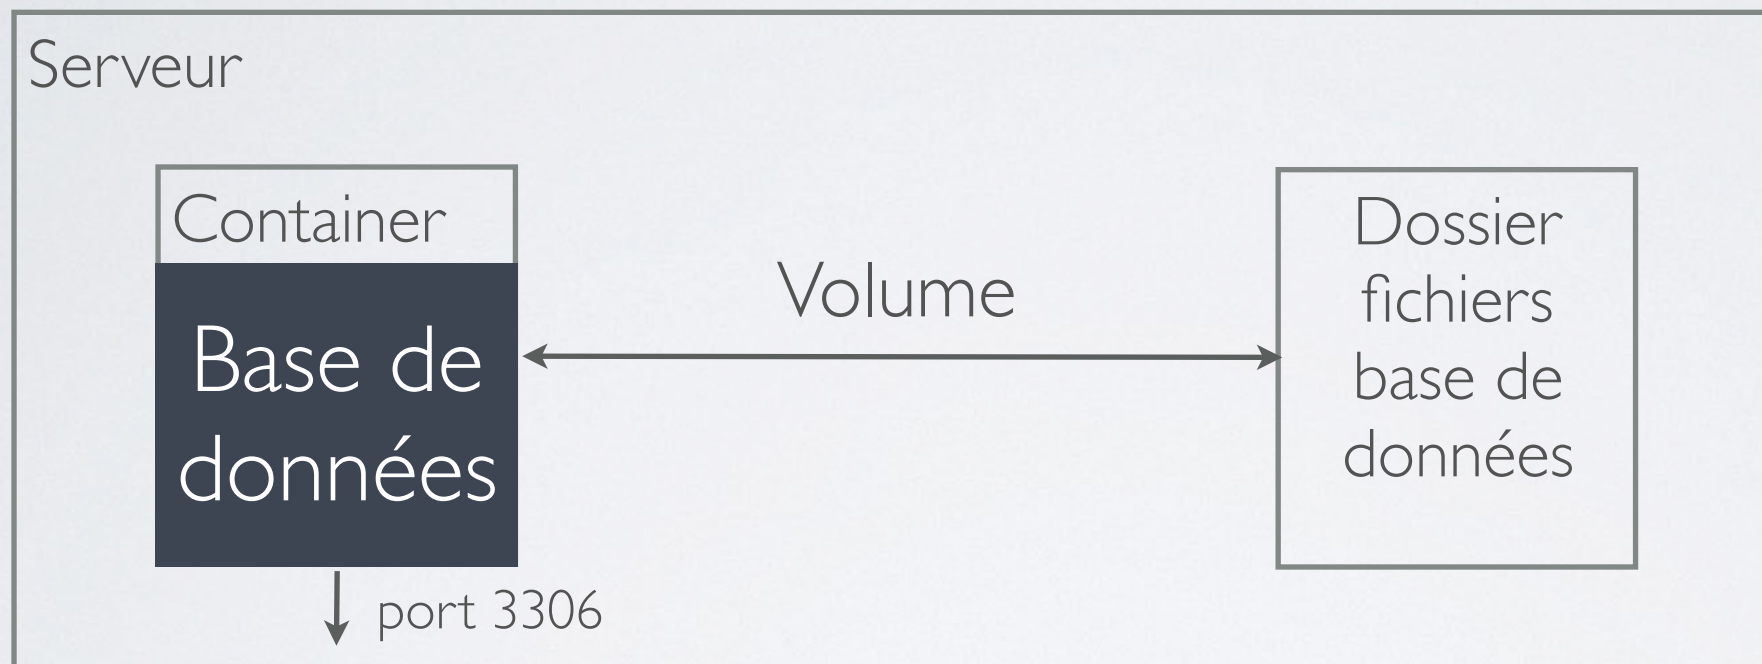 Serveur
Container
Base de
données
Volume
Dossier
fichiers
base de
données
port 3306